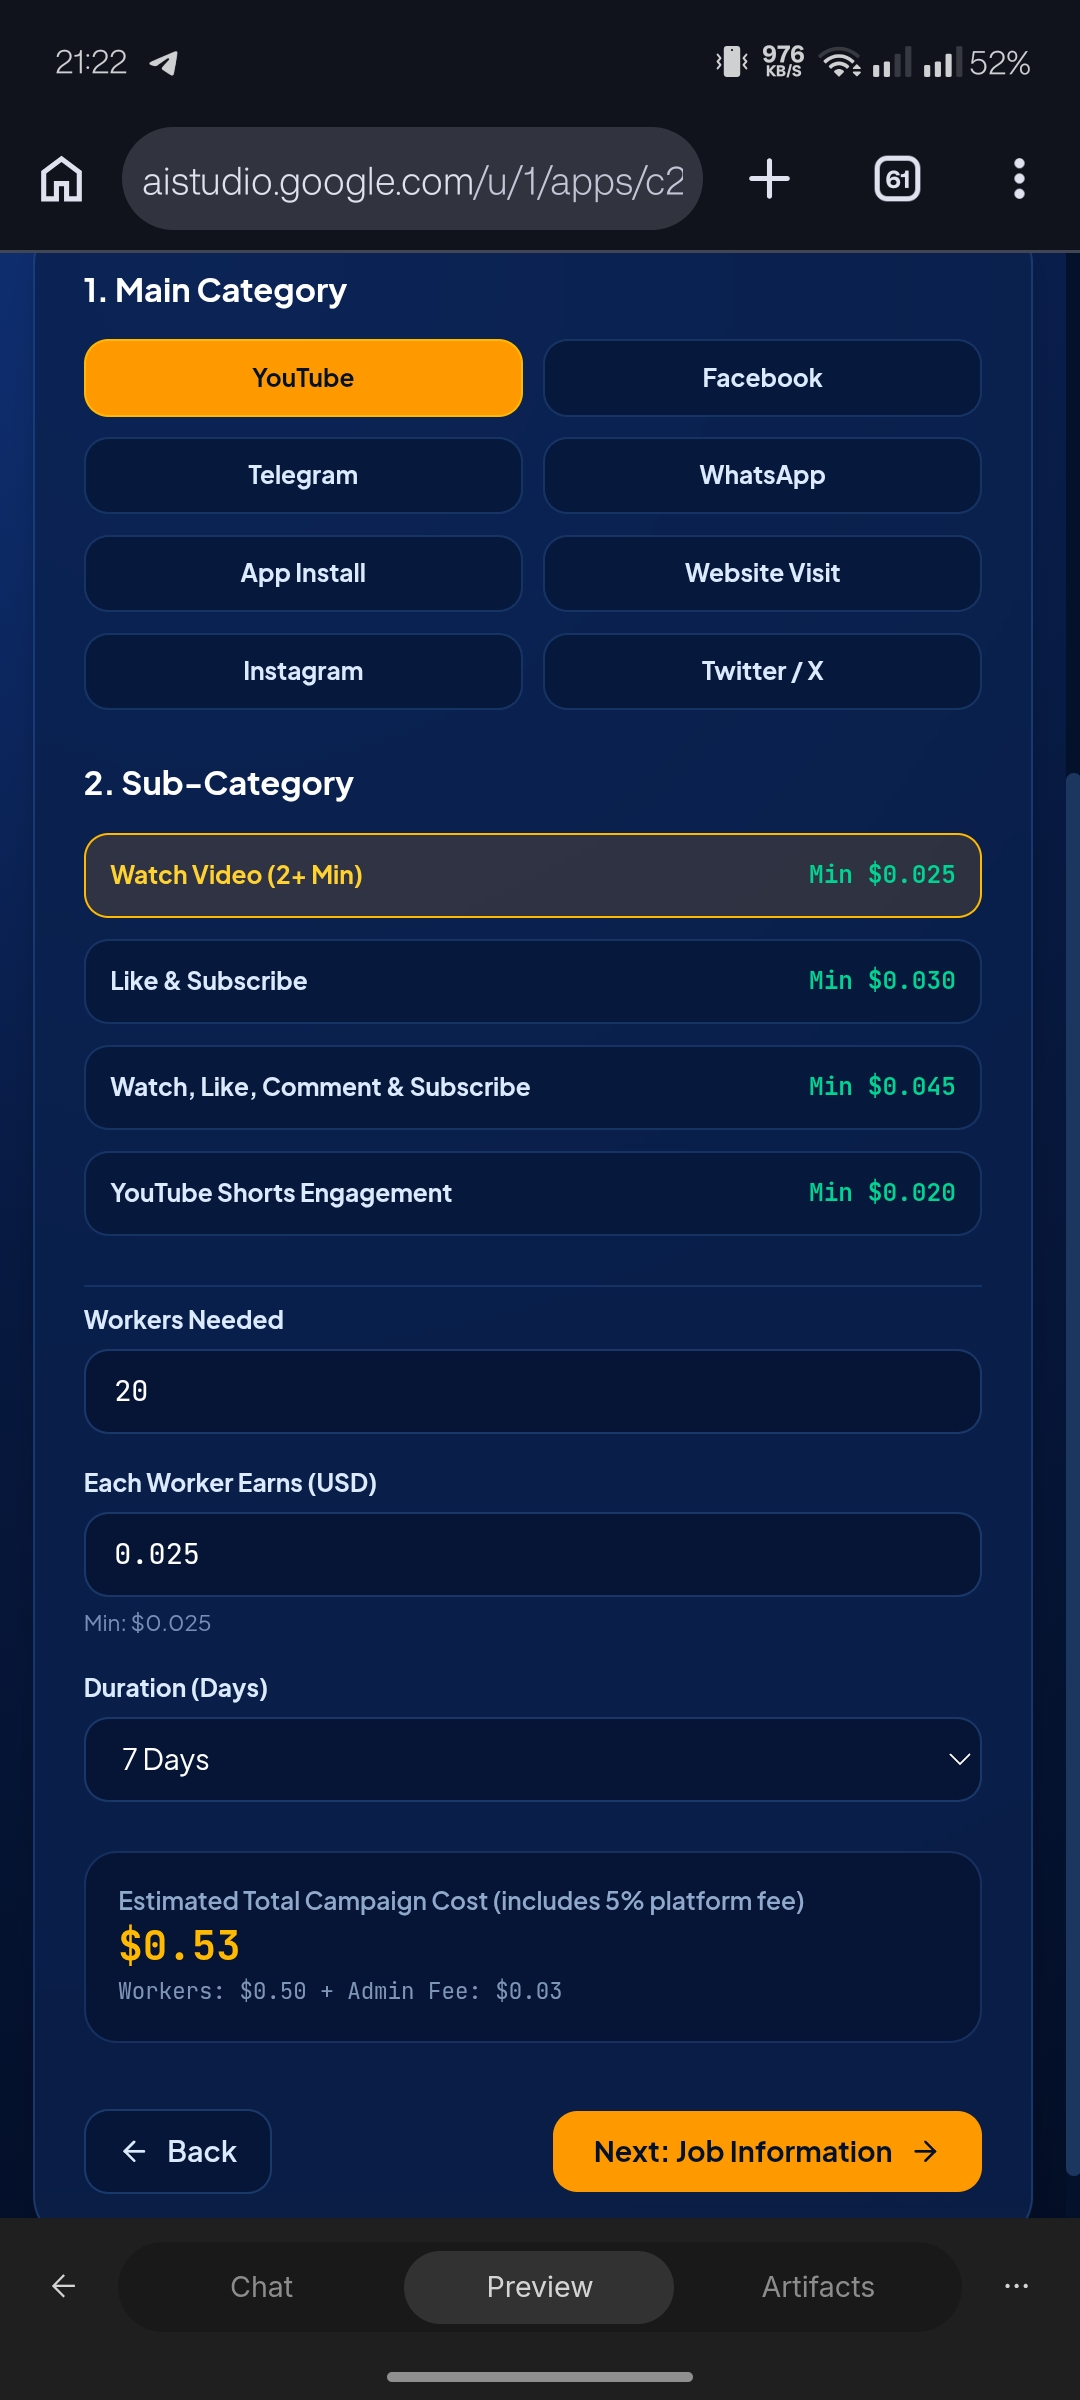 21:22
976 KB/S
52%
aistudio.google.com/u/1/apps/c2
61
1. Main Category
YouTube
Facebook
Telegram
WhatsApp
App Install
Website Visit
Instagram
Twitter / X
2. Sub-Category
Watch Video (2+ Min) Min $0.025
Like & Subscribe Min $0.030
Watch, Like, Comment & Subscribe Min $0.045
YouTube Shorts Engagement Min $0.020
Workers Needed
20
Each Worker Earns (USD)
0.025
Min: $0.025
Duration (Days)
7 Days
Estimated Total Campaign Cost (includes 5% platform fee)
$0.53
Workers: $0.50 + Admin Fee: $0.03
Back
Next: Job Information
Chat
Preview
Artifacts